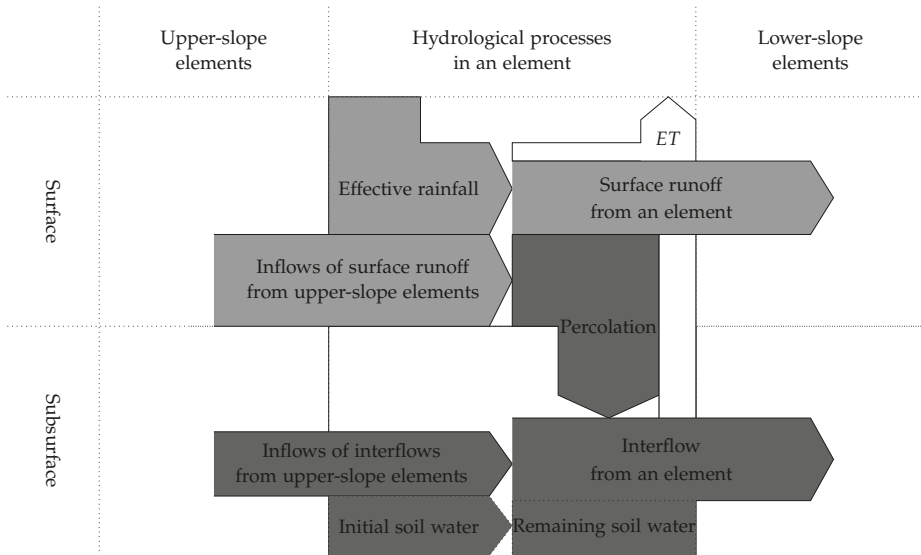 Upper-slope
elements
Hydrological processes
in an element
Lower-slope
elements
Surface
ET
Effective rainfall
Surface runoff
from an element
Inflows of surface runoff
from upper-slope elements
Percolation
Subsurface
Inflows of interflows
from upper-slope elements
Interflow
from an element
Initial soil water
Remaining soil water